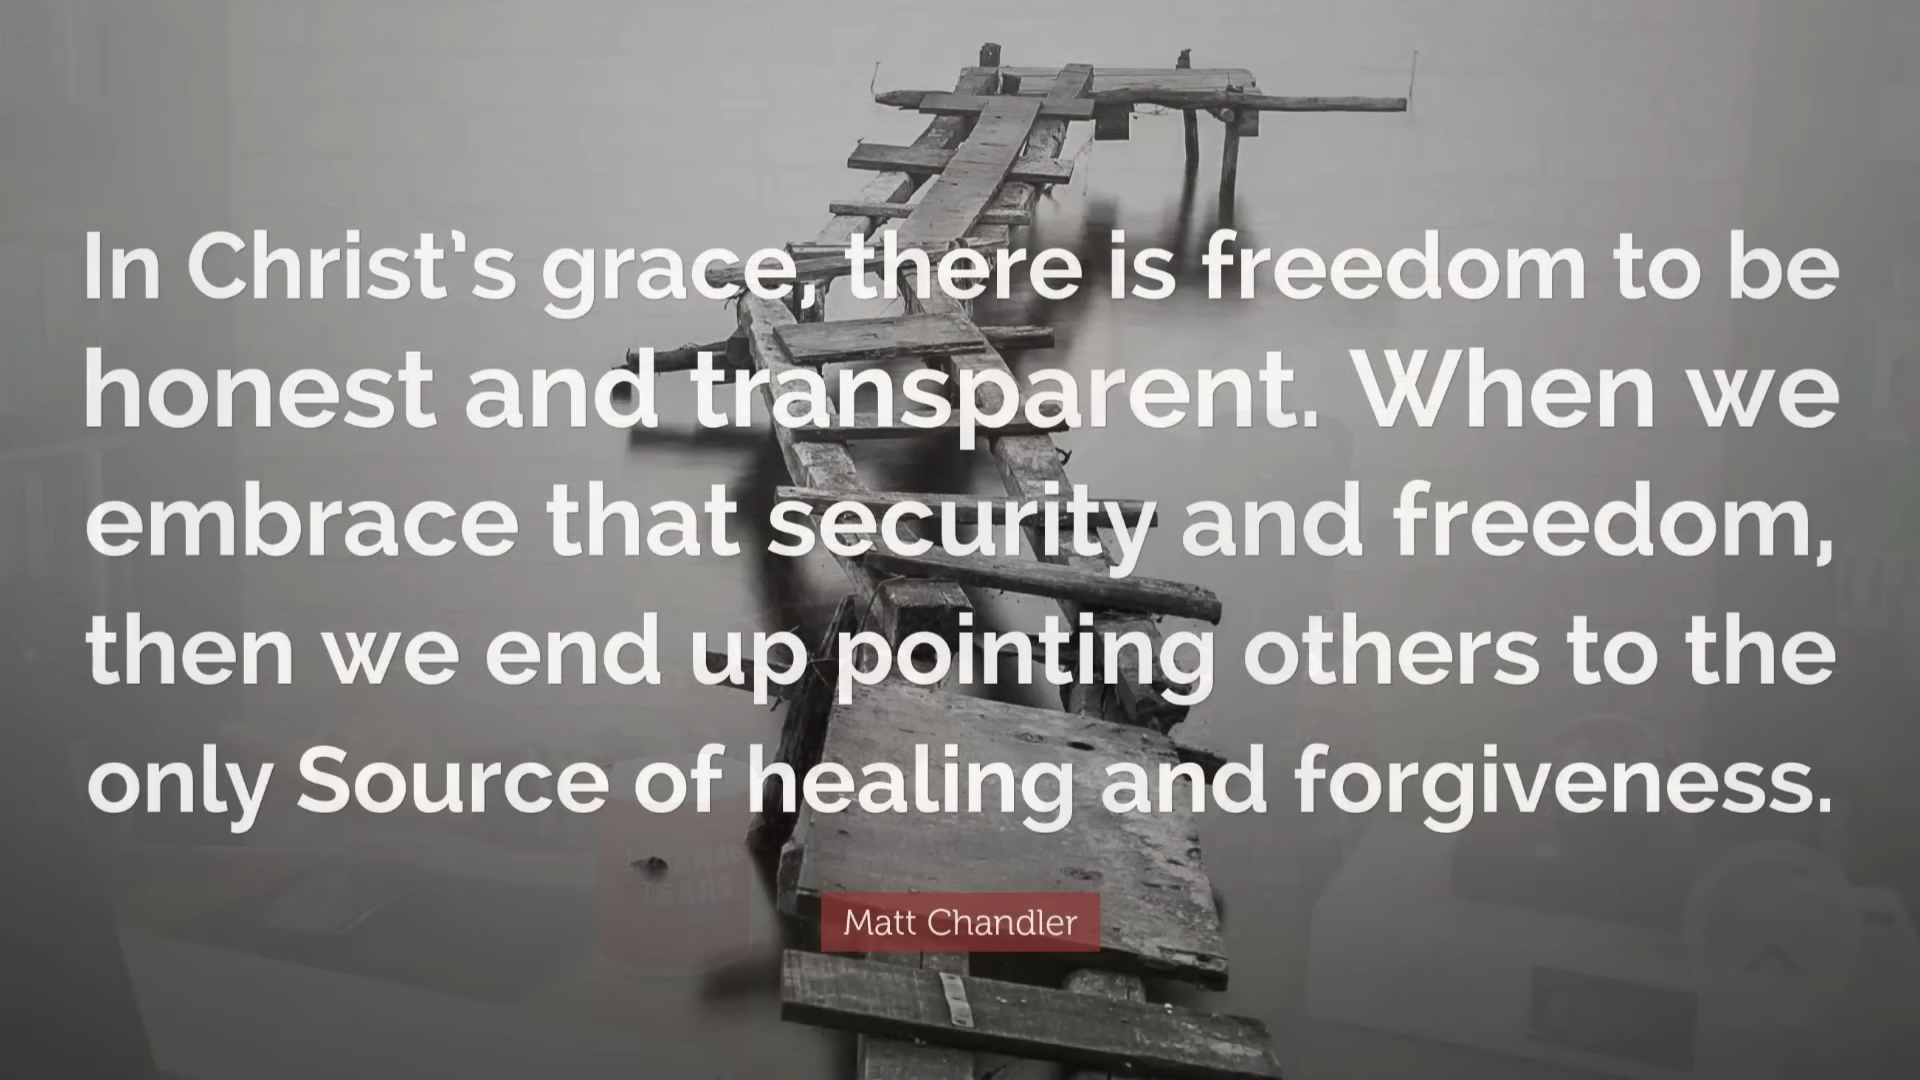 In Christ’s grace, there is freedom to be
honest and transparent. When we
embrace that security and freedom,
then we end up pointing others to the
only Source of healing and forgiveness.
Matt Chandler